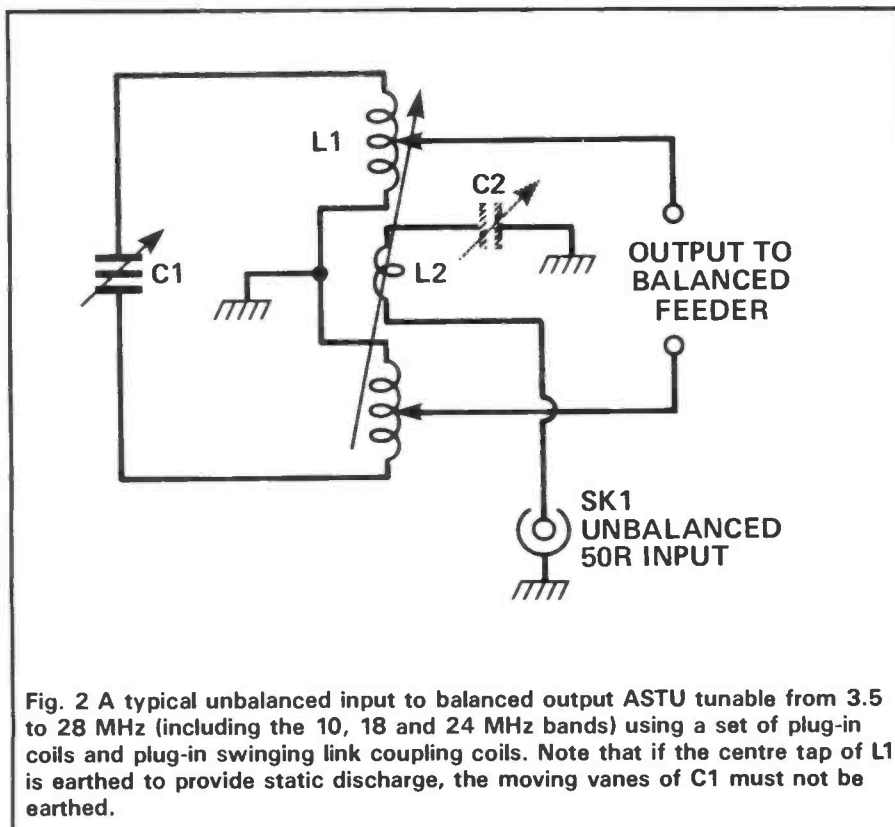 L1
C2
C1
L2
OUTPUT TO
BALANCED
FEEDER
SK1
UNBALANCED
50R INPUT
Fig. 2 A typical unbalanced input to balanced output ASTU tunable from 3.5
to 28 MHz (including the 10, 18 and 24 MHz bands) using a set of plug-in
coils and plug-in swinging link coupling coils. Note that if the centre tap of L1
is earthed to provide static discharge, the moving vanes of C1 must not be
earthed.